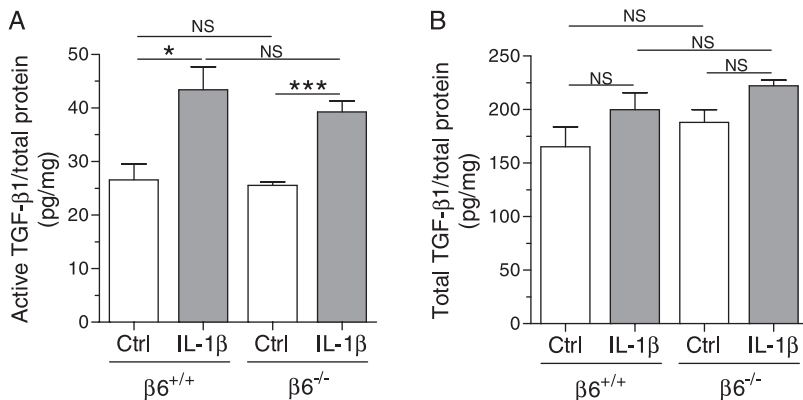 A
Active TGF-β1/total protein
(pg/mg)
50
40
30
20
10
0
NS
*
NS
***
Ctrl
IL-1β
Ctrl
IL-1β
β6+/+
β6-/-
B
Total TGF-β1/total protein
(pg/mg)
300
250
200
150
100
50
0
NS
NS
NS
NS
Ctrl
IL-1β
Ctrl
IL-1β
β6+/+
β6-/-